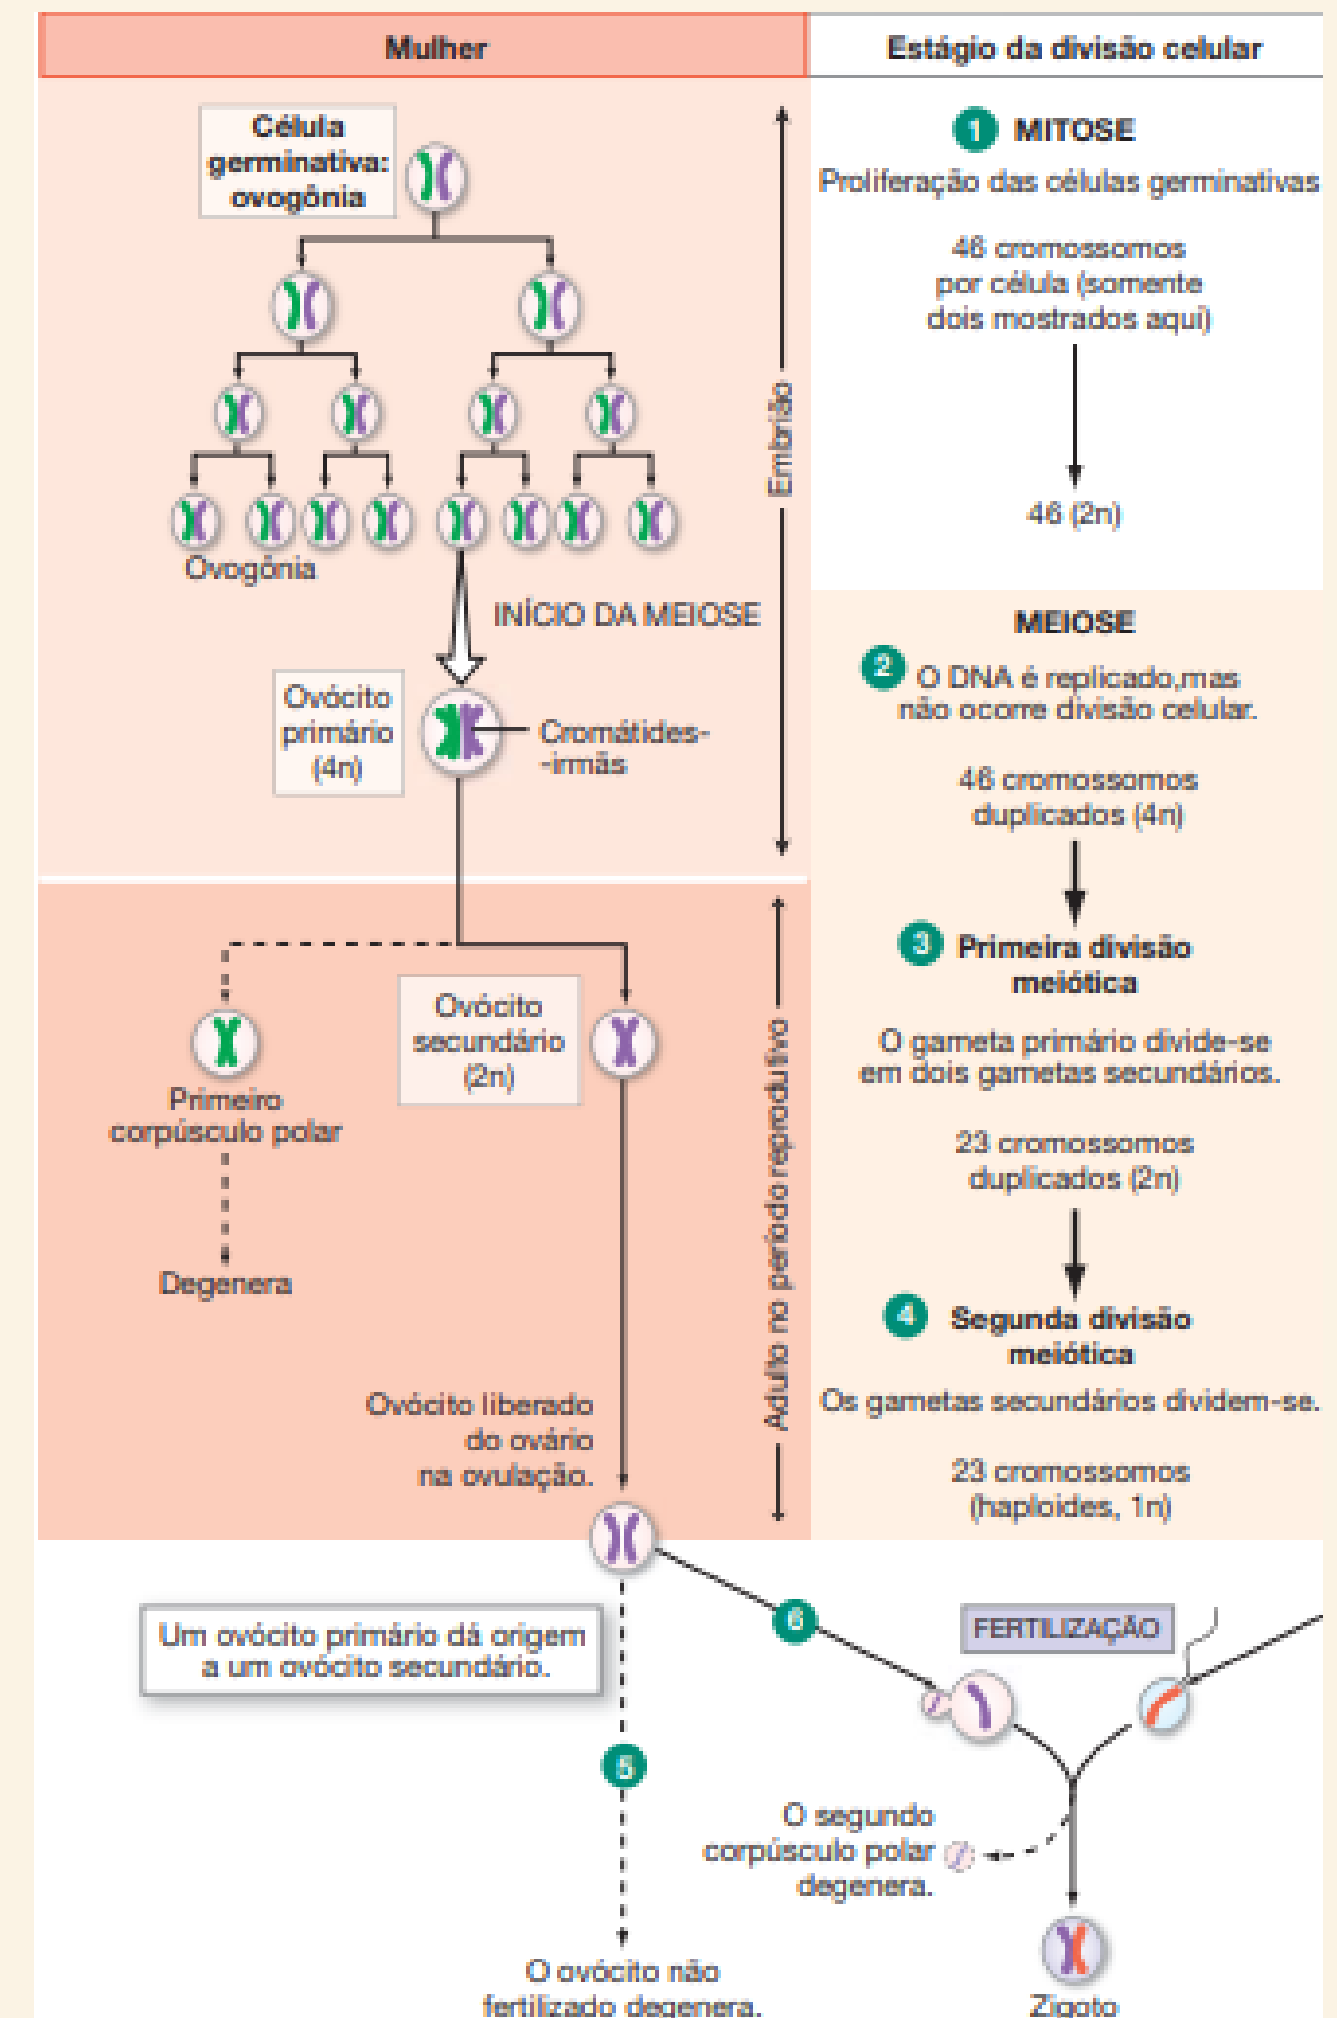 Mulher
Estágio da divisão celular
Célula
germinativa:
ovogônia
1 MITOSE
Proliferação das células germinativas
46 cromossomos
por célula (somente
dois mostrados aqui)
46 (2n)
Embrião
Ovogônia
INÍCIO DA MEIOSE
Ovócito
primário
(4n)
Cromátides-
-irmãs
MEIOSE
2 O DNA é replicado,mas
não ocorre divisão celular.
46 cromossomos
duplicados (4n)
3 Primeira divisão
meiótica
O gameta primário divide-se
em dois gametas secundários.
23 cromossomos
duplicados (2n)
Ovócito
secundário
(2n)
Primeiro
corpúsculo polar
Degenera
Adulto no período reprodutivo
4 Segunda divisão
meiótica
Os gametas secundários dividem-se.
23 cromossomos
(haploides, 1n)
Ovócito liberado
do ovário
na ovulação.
Um ovócito primário dá origem
a um ovócito secundário.
6
FERTILIZAÇÃO
5
O segundo
corpúsculo polar
degenera.
O ovócito não
fertilizado degenera.
Zigoto